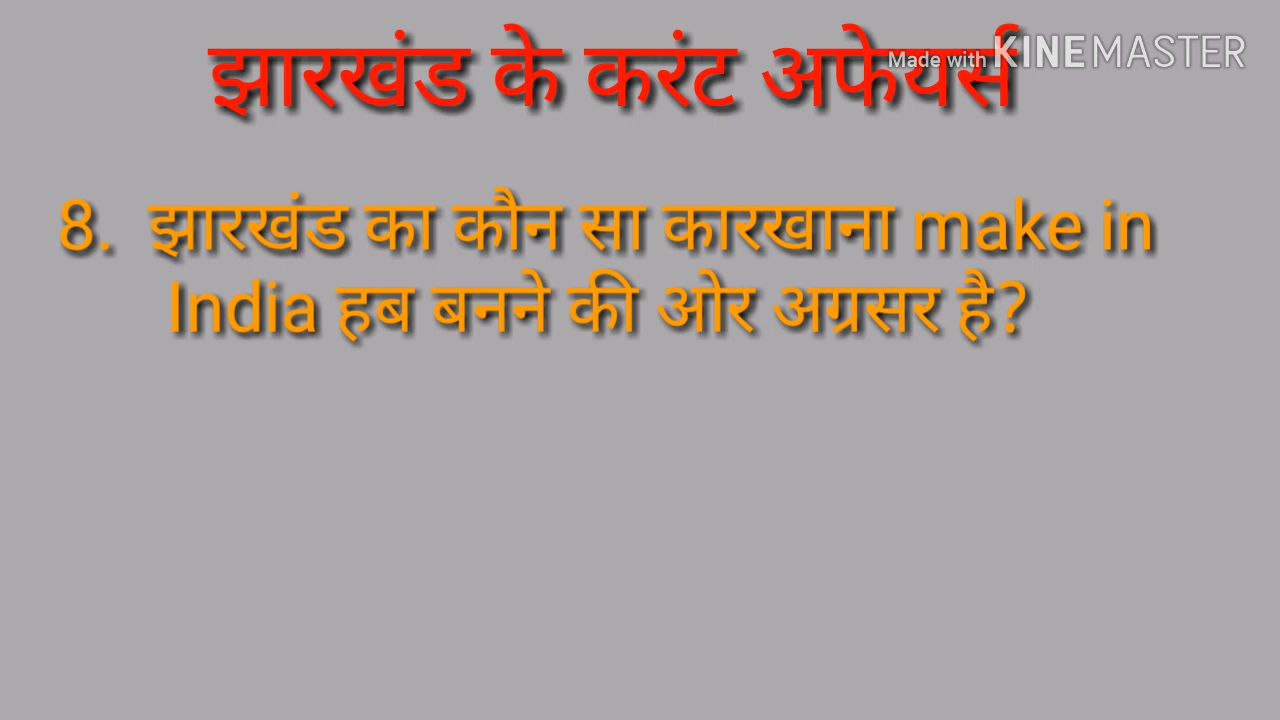 झारखंड के करंट अफेयर्स
Made with KINEMASTER
8. झारखंड का कौन सा कारखाना make in
India हब बनने की ओर अग्रसर है?